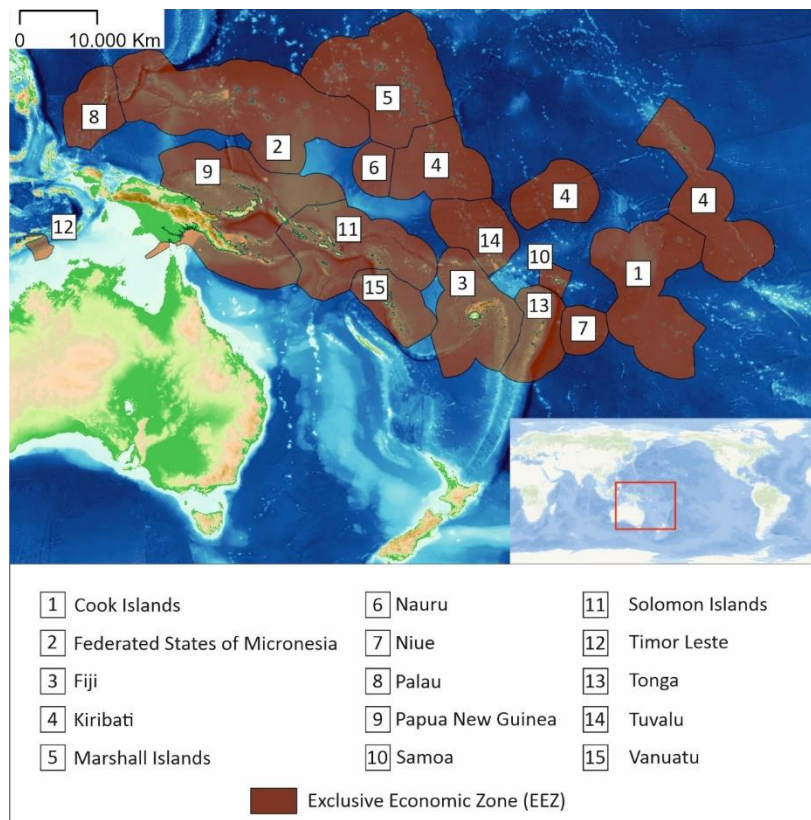 0
10.000 Km
5
8
2
9
6
4
4
4
12
11
14
10
1
3
13
15
7
1 Cook Islands
2 Federated States of Micronesia
3 Fiji
4 Kiribati
5 Marshall Islands
6 Nauru
7 Niue
8 Palau
9 Papua New Guinea
10 Samoa
11 Solomon Islands
12 Timor Leste
13 Tonga
14 Tuvalu
15 Vanuatu
Exclusive Economic Zone (EEZ)